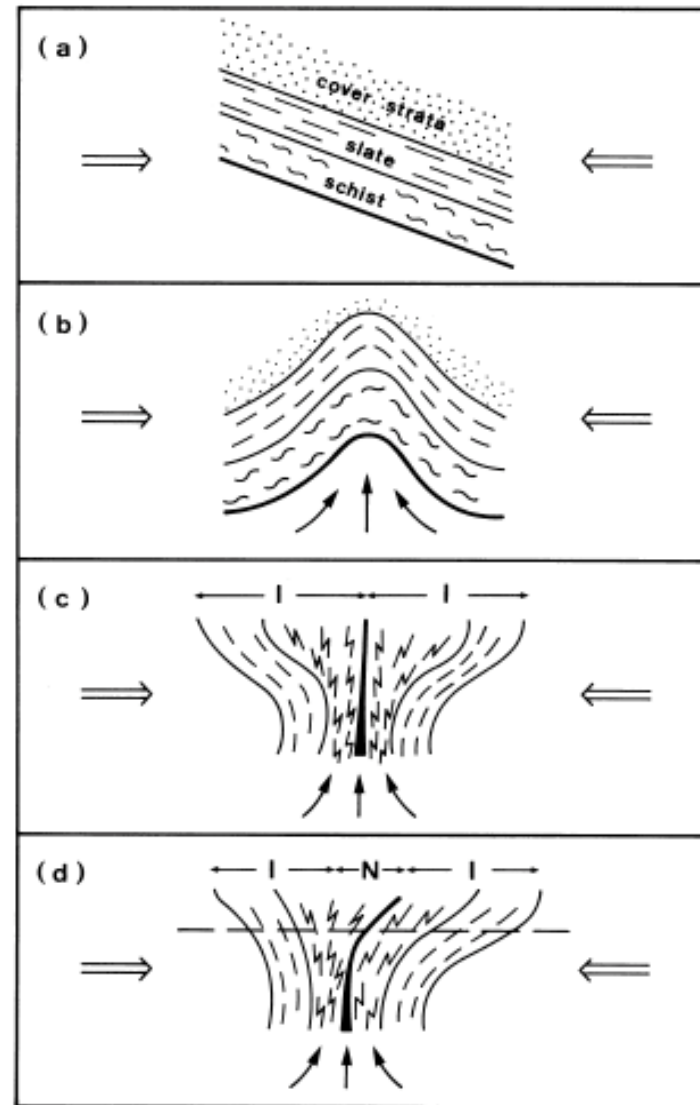 (a)
cover strata
slate
schist
(b)
(c)
I I
(d)
I N I